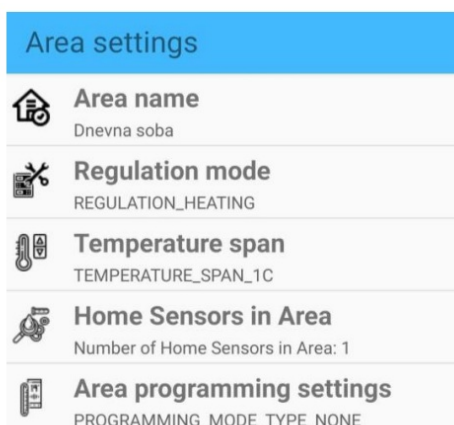 Area settings
Area name
Dnevna soba
Regulation mode
REGULATION_HEATING
Temperature span
TEMPERATURE_SPAN_1C
Home Sensors in Area
Number of Home Sensors in Area: 1
Area programming settings
PROGRAMMING_MODE_TYPE_NONE